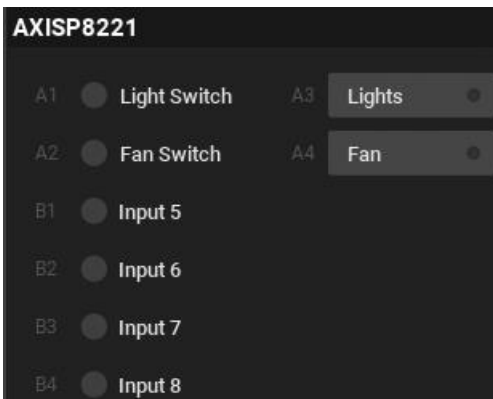 AXISP8221
A1 Light Switch A3 Lights
A2 Fan Switch A4 Fan
B1 Input 5
B2 Input 6
B3 Input 7
B4 Input 8